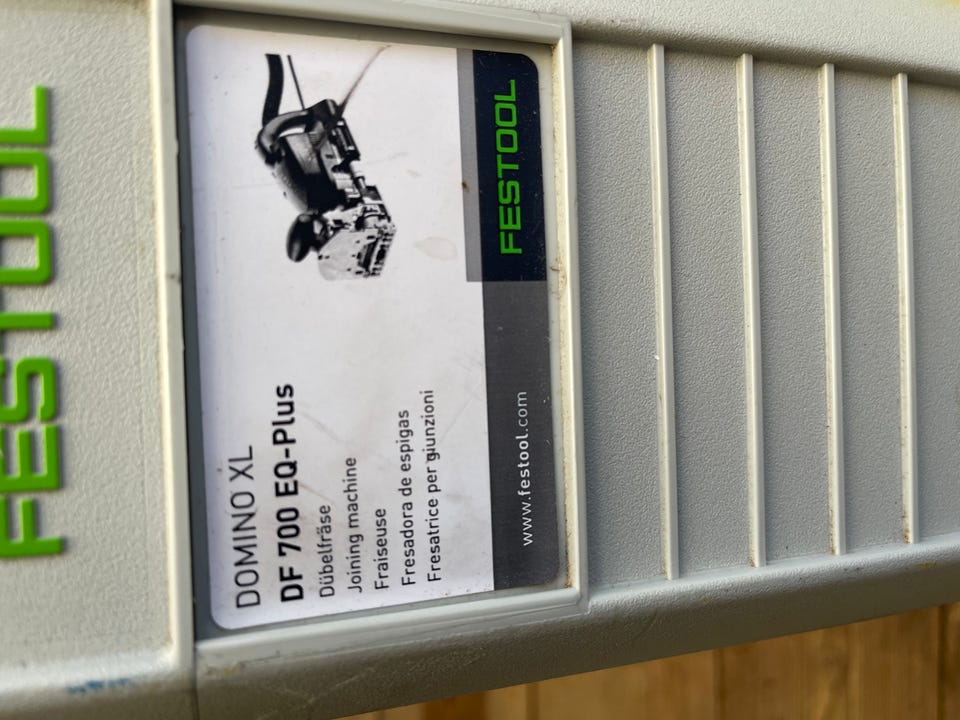 FESTOOL
DOMINO XL
DF 700 EQ-Plus
Dübelfräse
Joining machine
Fraiseuse
Fresadora de espigas
Fresatrice per giunzioni
FESTOOL
www.festool.com